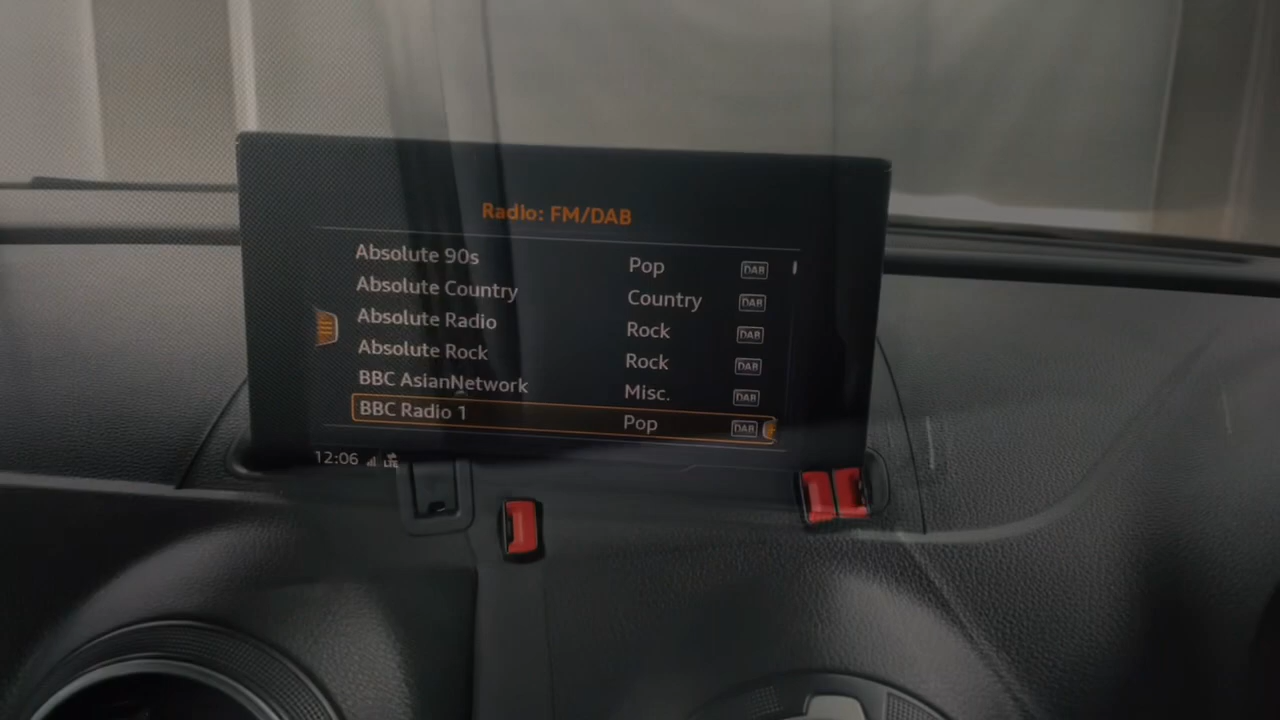 Radio: FM/DAB
Absolute 90s Pop DAB
Absolute Country Country DAB
Absolute Radio Rock DAB
Absolute Rock Rock DAB
BBC AsianNetwork Misc. DAB
BBC Radio 1 Pop DAB
12:06 LTE